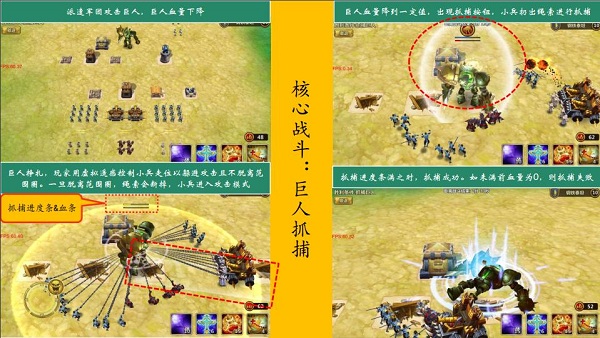 派遣军团攻击巨人，巨人血量下降
48
巨人挣扎，玩家用虚拟遥感控制小兵走位以躲避攻击且不脱离范
围圈。一旦脱离范围圈，绳索会断掉，小兵进入攻击模式
抓捕进度条&血条
62
核心战斗：巨人抓捕
巨人血量降到一定值，出现抓捕按钮，小兵扔出绳索进行抓捕
63
抓捕进度条满之时，抓捕成功。如未满前血量为0，则抓捕失败
52